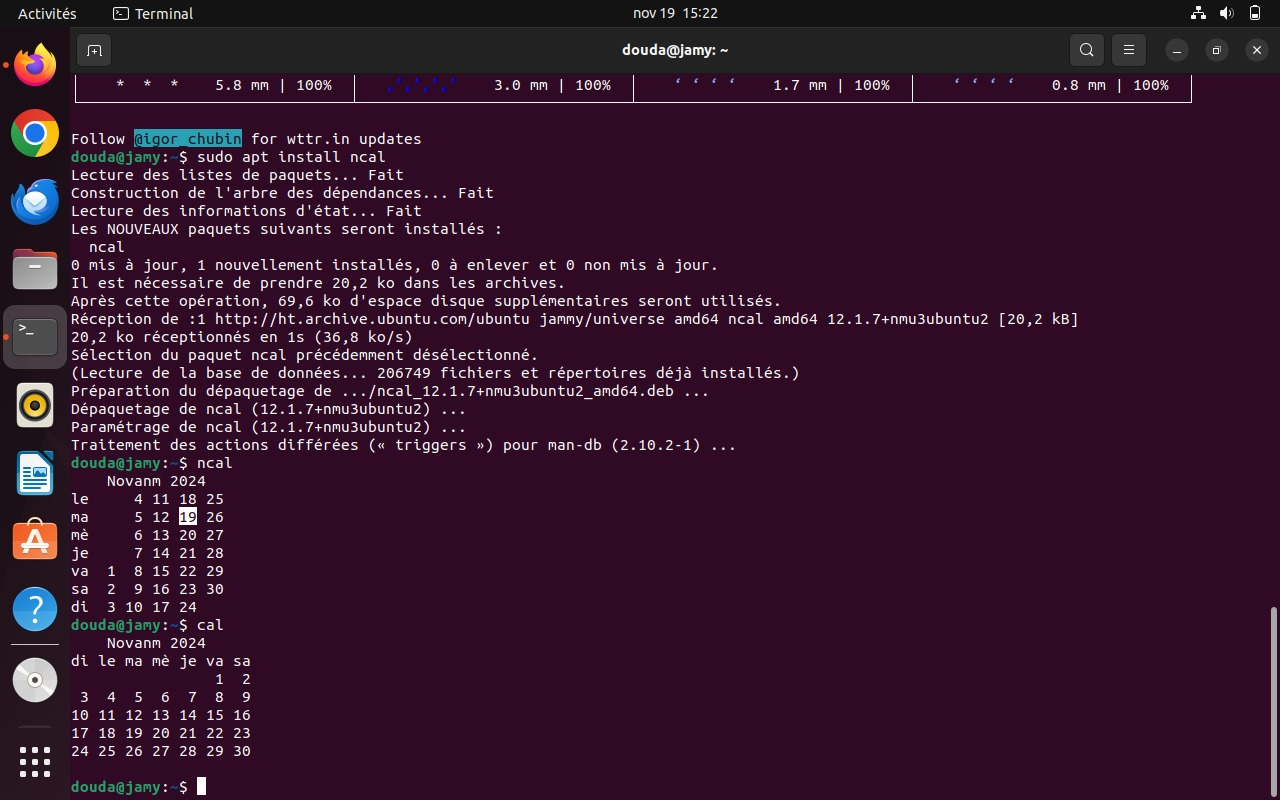 Activités Terminal nov 19 15:22
douda@jamy: ~
* * * 5.8 mm | 100% | ‚‘‚‘‚‘‚‘ 3.0 mm | 100% | ‘ ‘ ‘ ‘ 1.7 mm | 100% | ‘ ‘ ‘ ‘ 0.8 mm | 100% |
Follow @igor_chubin for wttr.in updates
douda@jamy:~$ sudo apt install ncal
Lecture des listes de paquets... Fait
Construction de l'arbre des dépendances... Fait
Lecture des informations d'état... Fait
Les NOUVEAUX paquets suivants seront installés :
  ncal
0 mis à jour, 1 nouvellement installés, 0 à enlever et 0 non mis à jour.
Il est nécessaire de prendre 20,2 ko dans les archives.
Après cette opération, 69,6 ko d'espace disque supplémentaires seront utilisés.
Réception de :1 http://ht.archive.ubuntu.com/ubuntu jammy/universe amd64 ncal amd64 12.1.7+nmu3ubuntu2 [20,2 kB]
20,2 ko réceptionnés en 1s (36,8 ko/s)
Sélection du paquet ncal précédemment désélectionné.
(Lecture de la base de données... 206749 fichiers et répertoires déjà installés.)
Préparation du dépaquetage de .../ncal_12.1.7+nmu3ubuntu2_amd64.deb ...
Dépaquetage de ncal (12.1.7+nmu3ubuntu2) ...
Paramétrage de ncal (12.1.7+nmu3ubuntu2) ...
Traitement des actions différées (« triggers ») pour man-db (2.10.2-1) ...
douda@jamy:~$ ncal
    Novanm 2024
le     4 11 18 25
ma     5 12 19 26
mè     6 13 20 27
je     7 14 21 28
va  1  8 15 22 29
sa  2  9 16 23 30
di  3 10 17 24
douda@jamy:~$ cal
    Novanm 2024
di le ma mè je va sa
                1  2
 3  4  5  6  7  8  9
10 11 12 13 14 15 16
17 18 19 20 21 22 23
24 25 26 27 28 29 30
douda@jamy:~$